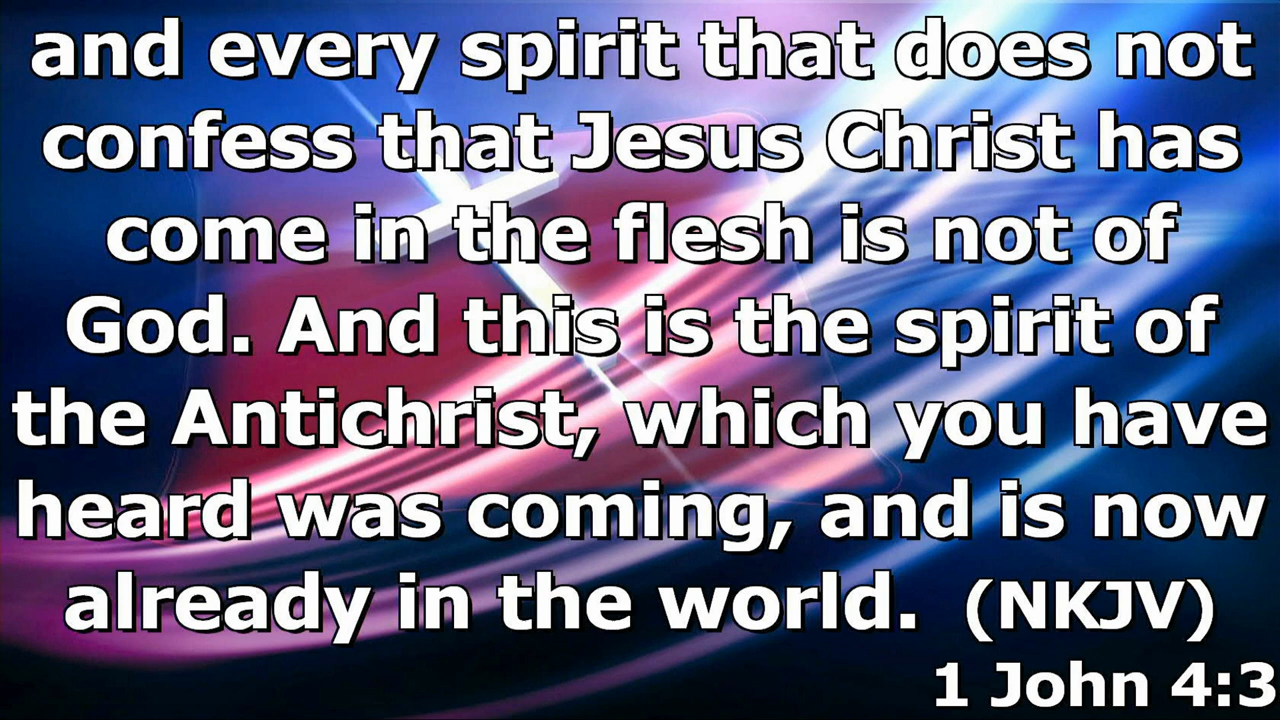 and every spirit that does not
confess that Jesus Christ has
come in the flesh is not of
God. And this is the spirit of
the Antichrist, which you have
heard was coming, and is now
already in the world. (NKJV)
1 John 4:3